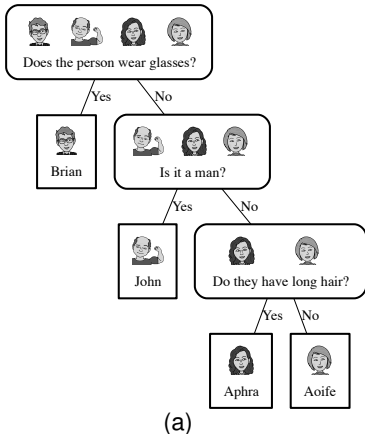 Does the person wear glasses?
Yes
No
Brian
Is it a man?
Yes
No
John
Do they have long hair?
Yes
No
Aphra
Aoife
(a)